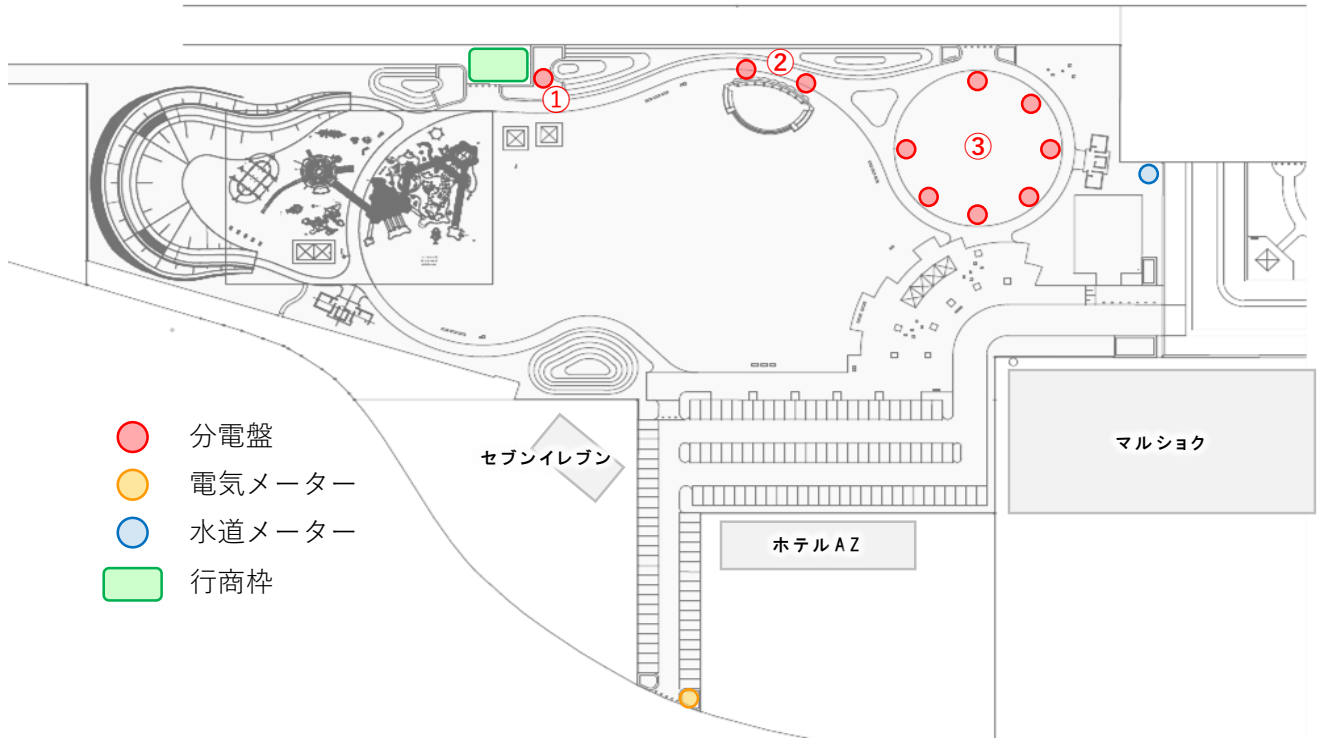 ②
①
③
分電盤
電気メーター
水道メーター
行商枠
セブンイレブン
マルショク
ホテルAZ